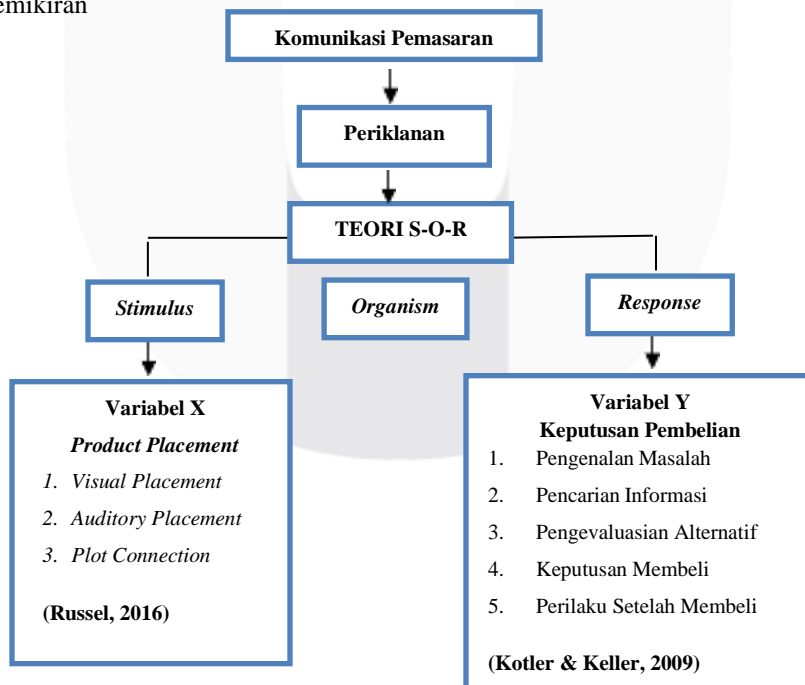 emikiran
Komunikasi Pemasaran
Periklanan
TEORI S-O-R
Stimulus
Organism
Response
Variabel X
Product Placement
1. Visual Placement
2. Auditory Placement
3. Plot Connection
(Russel, 2016)
Variabel Y
Keputusan Pembelian
1. Pengenalan Masalah
2. Pencarian Informasi
3. Pengevaluasian Alternatif
4. Keputusan Membeli
5. Perilaku Setelah Membeli
(Kotler & Keller, 2009)